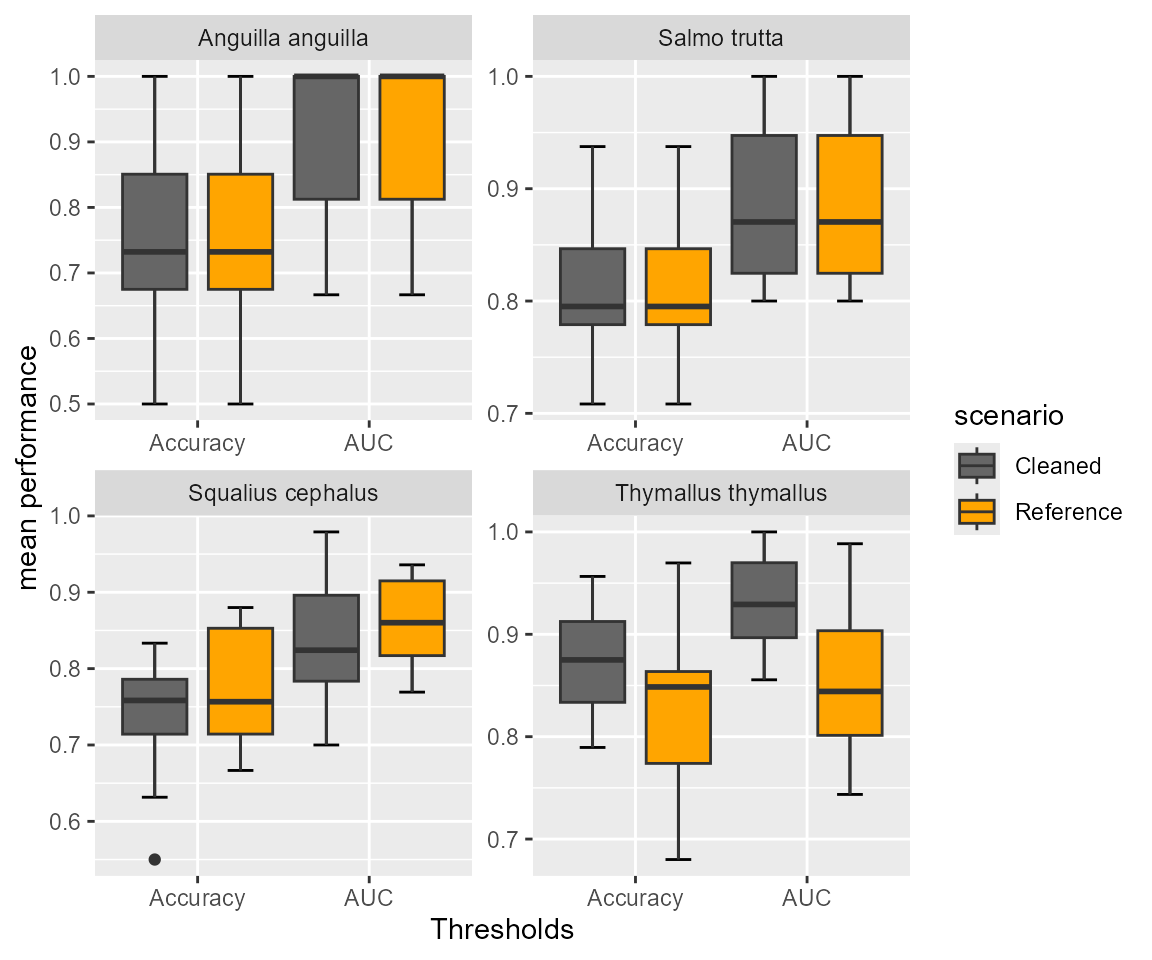 Anguilla anguilla
Salmo trutta
1.0
0.9
0.8
0.7
0.6
0.5
1.0
0.9
0.8
0.7
Accuracy AUC
Accuracy AUC
Squalius cephalus
Thymallus thymallus
1.0
0.9
0.8
0.7
0.6
1.0
0.9
0.8
0.7
Accuracy AUC
Accuracy AUC
mean performance
Thresholds
scenario
Cleaned
Reference